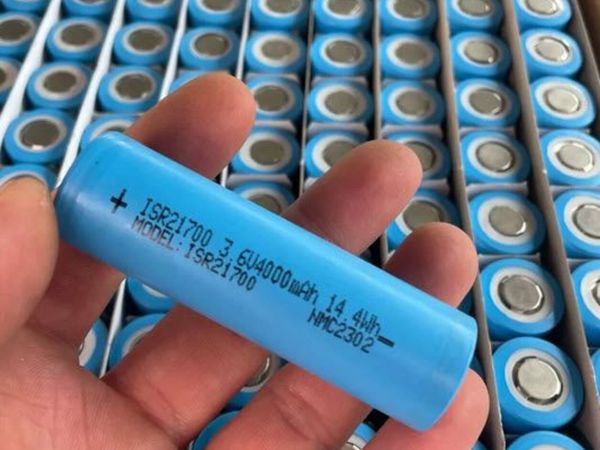 + ISR21700 3.6V4000mAh 14.4Wh -
MODEL:ISR21700 NMC2302